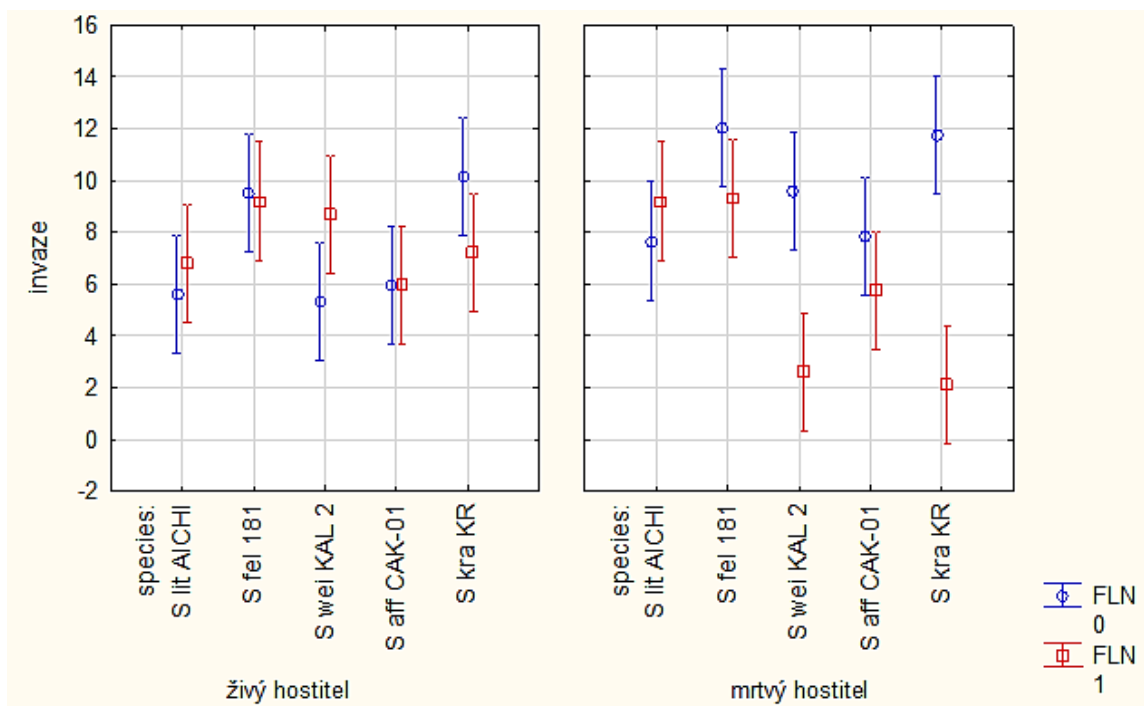 invaze
16
14
12
10
8
6
4
2
0
-2
species:
S lit AICHI
S fel 181
S wei KAL 2
S aff CAK-01
S kra KR
živý hostitel
species:
S lit AICHI
S fel 181
S wei KAL 2
S aff CAK-01
S kra KR
mrtvý hostitel
FLN
0
FLN
1